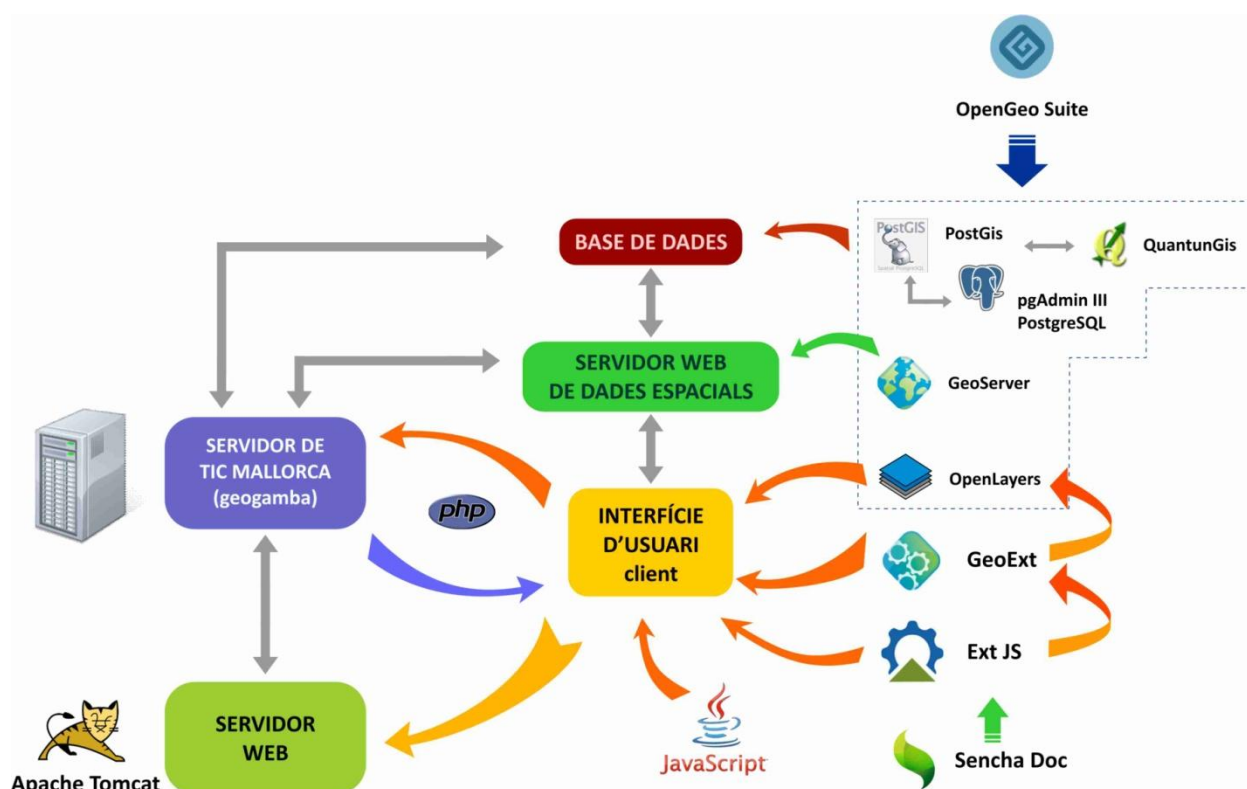 OpenGeo Suite
BASE DE DADES
PostGIS
PostGis
QuantunGis
pgAdmin III
PostgreSQL
SERVIDOR WEB
DE DADES ESPACIALS
GeoServer
SERVIDOR DE
TIC MALLORCA
(geogamba)
php
INTERFÍCIE
D'USUARI
client
OpenLayers
GeoExt
Ext JS
SERVIDOR
WEB
Apache Tomcat
JavaScript
Sencha Doc